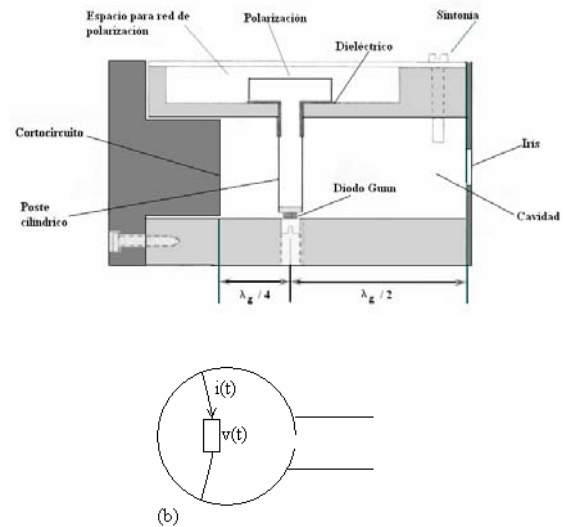 Espacio para red de
polarización
Polarización
Sintonía
Dieléctrico
Cortocircuito
Iris
Diodo Gunn
Poste
cilíndrico
Cavidad
λg / 4
λg / 2
i(t)
v(t)
(b)